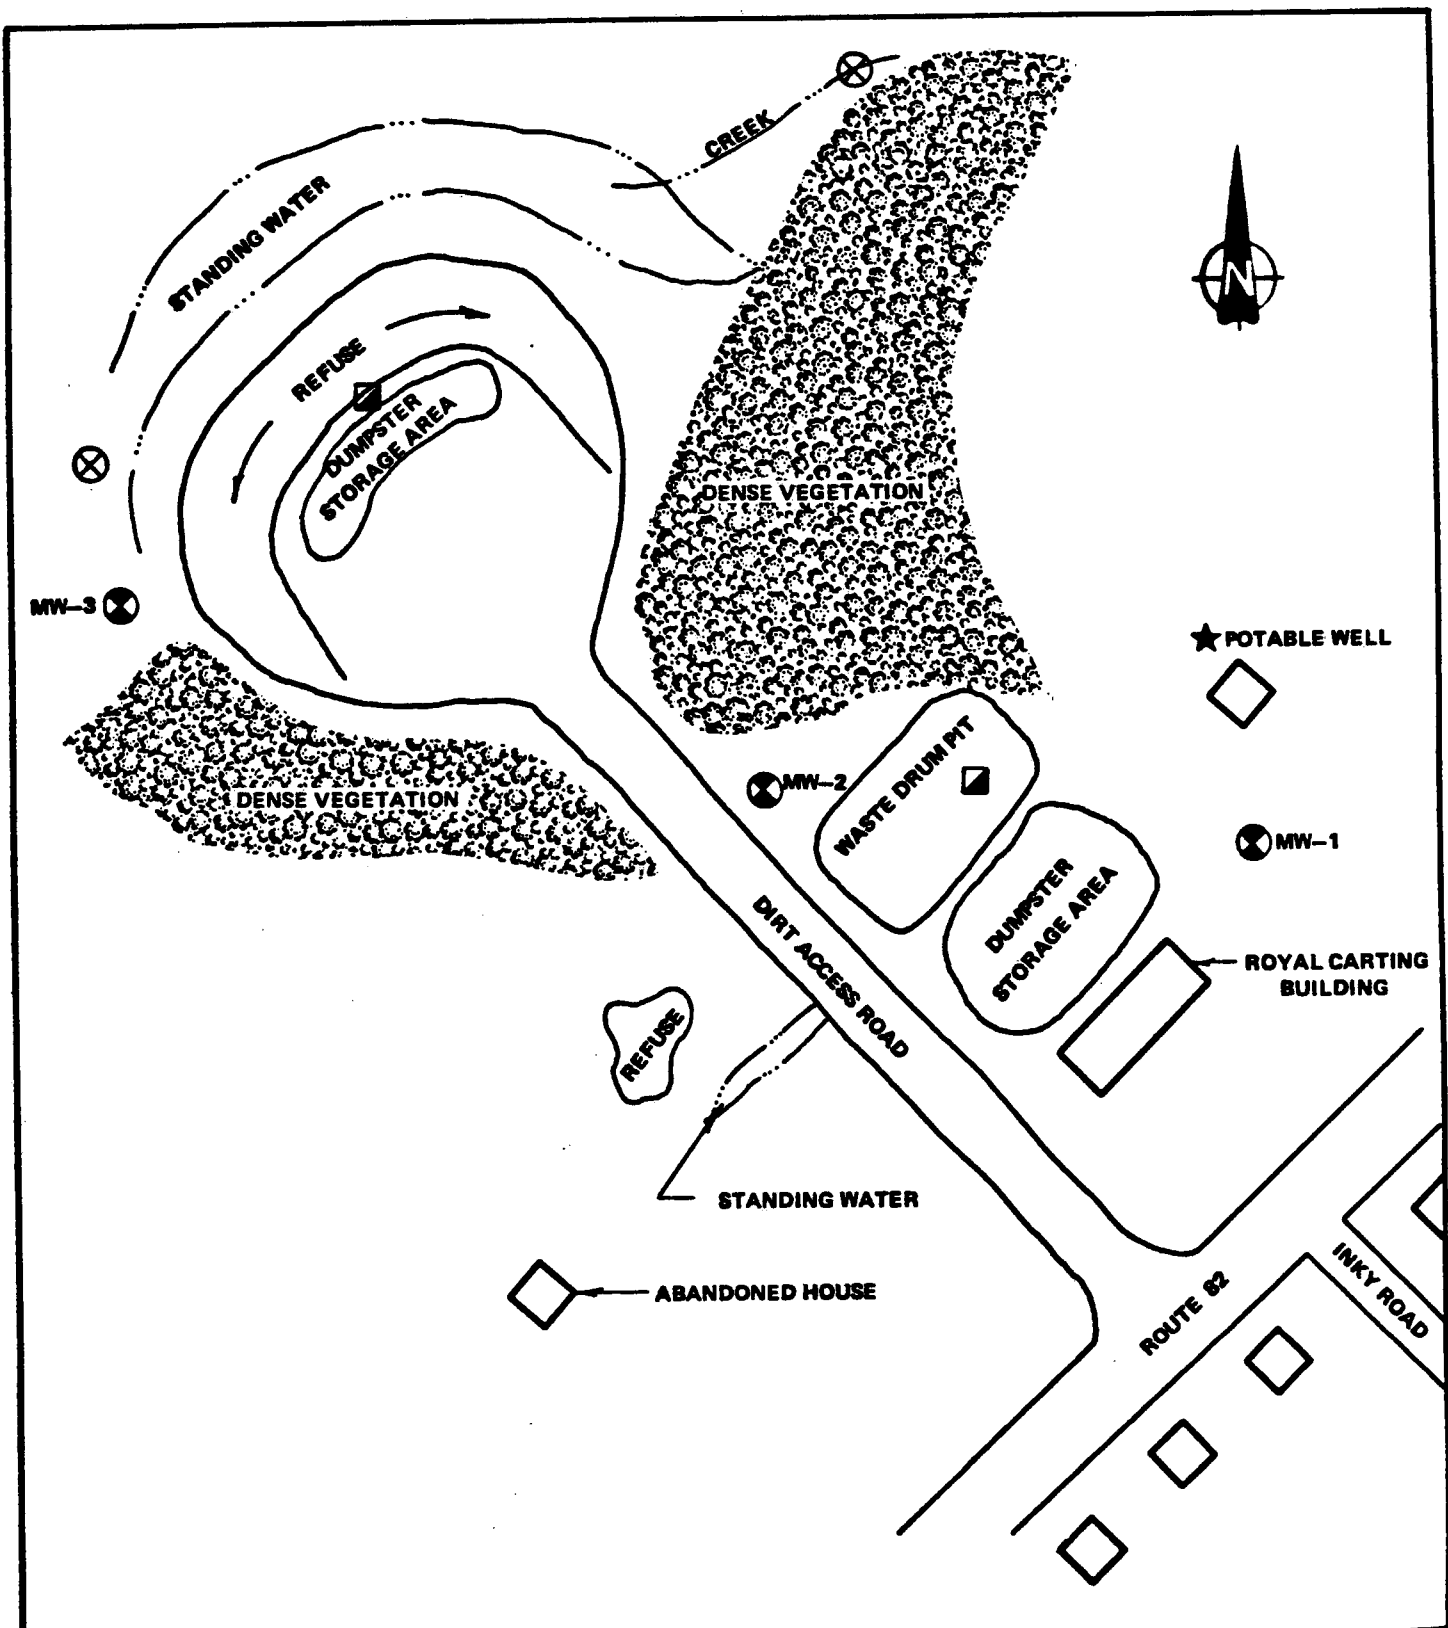 CREEK
STANDING WATER
N
REFUSE
DUMPSTER
STORAGE AREA
DENSE VEGETATION
MW-3
POTABLE WELL
DENSE VEGETATION
MW-2
WASTE DRUM PIT
MW-1
DUMPSTER
STORAGE AREA
DIRT ACCESS ROAD
ROYAL CARTING
BUILDING
REFUSE
STANDING WATER
ABANDONED HOUSE
ROUTE 82
INKY ROAD